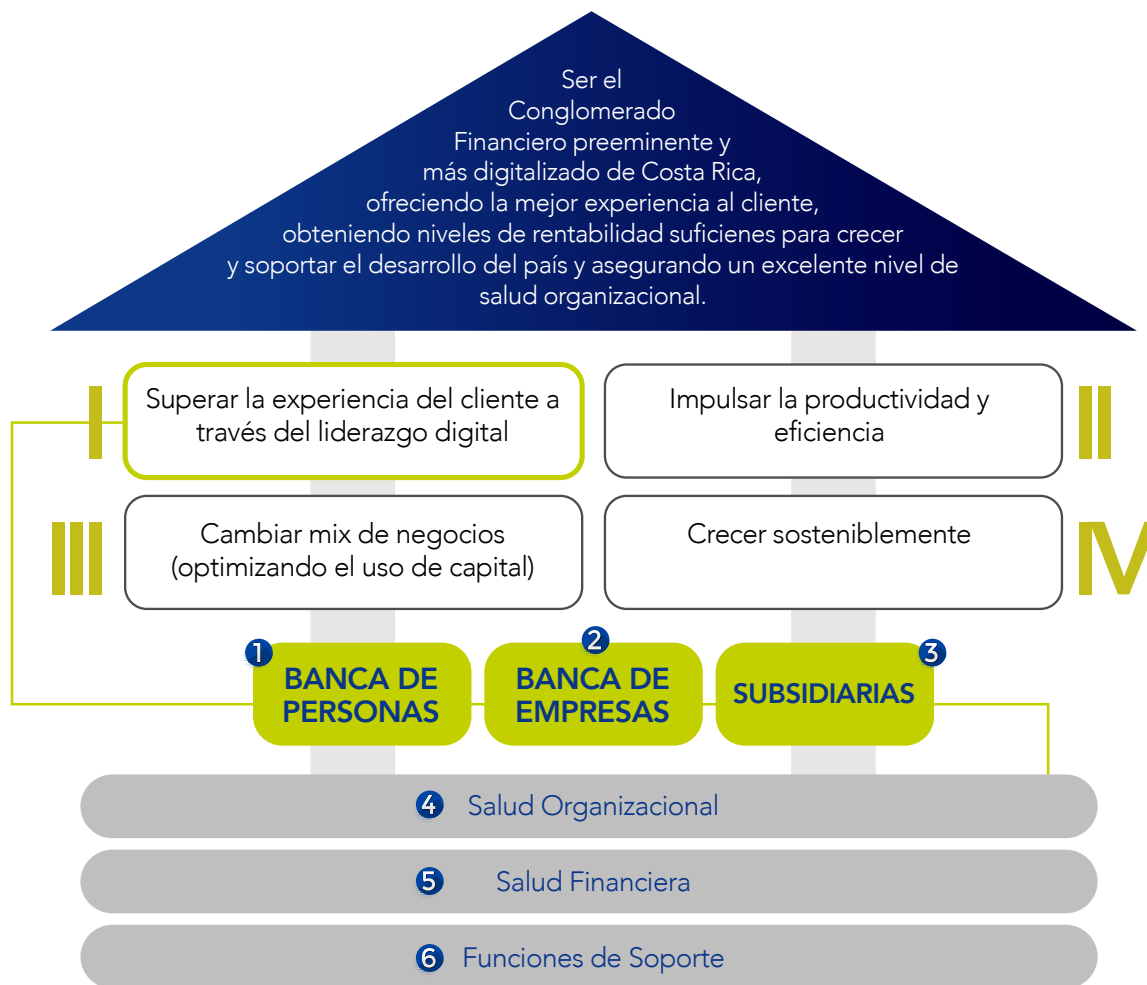 Ser el
Conglomerado
Financiero preeminente y
más digitalizado de Costa Rica,
ofreciendo la mejor experiencia al cliente,
obteniendo niveles de rentabilidad suficienes para crecer
y soportar el desarrollo del país y asegurando un excelente nivel de
salud organizacional.
I
Superar la experiencia del cliente a
través del liderazgo digital
II
Impulsar la productividad y
eficiencia
III
Cambiar mix de negocios
(optimizando el uso de capital)
IV
Crecer sosteniblemente
1
BANCA DE
PERSONAS
2
BANCA DE
EMPRESAS
3
SUBSIDIARIAS
4 Salud Organizacional
5 Salud Financiera
6 Funciones de Soporte